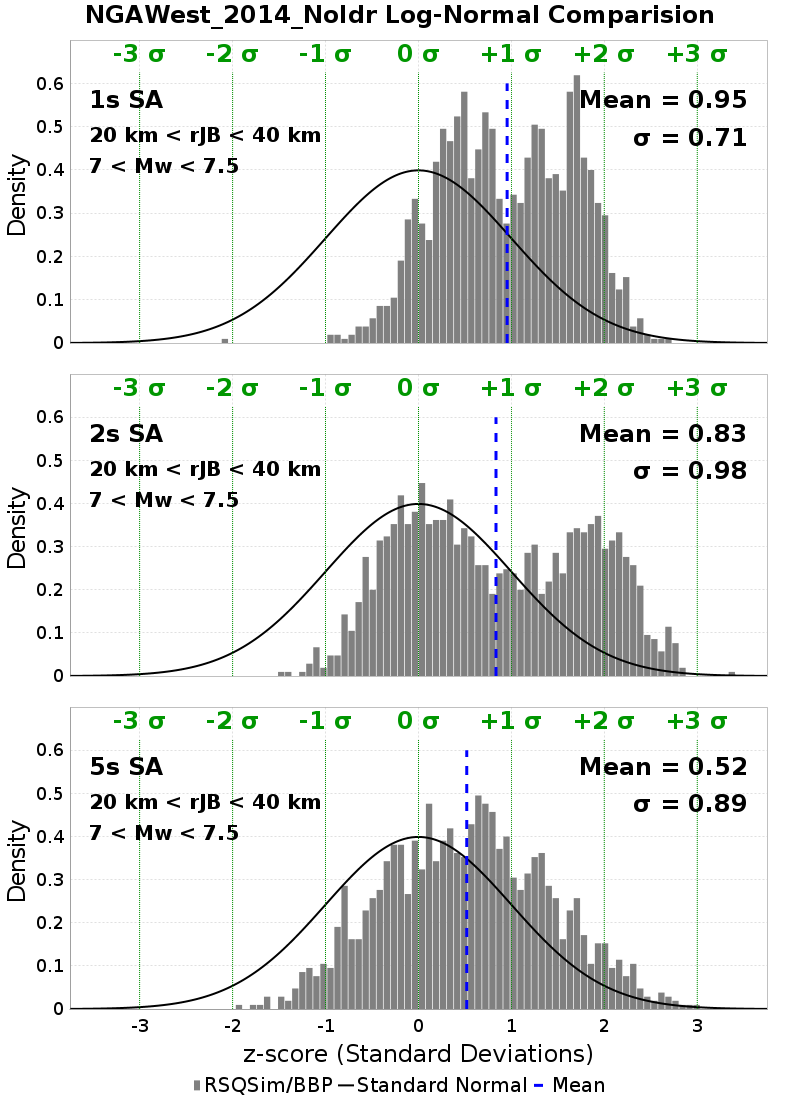 NGAWest_2014_NoIdr Log-Normal Comparision
-3 σ -2 σ -1 σ 0 σ +1 σ +2 σ +3 σ
0.6
1s SA Mean = 0.95
0.5
20 km < rJB < 40 km σ = 0.71
7 < Mw < 7.5
0.4
Density
0.3
0.2
0.1
0
-3 σ -2 σ -1 σ 0 σ +1 σ +2 σ +3 σ
0.6
2s SA Mean = 0.83
0.5
20 km < rJB < 40 km σ = 0.98
7 < Mw < 7.5
0.4
Density
0.3
0.2
0.1
0
-3 σ -2 σ -1 σ 0 σ +1 σ +2 σ +3 σ
0.6
5s SA Mean = 0.52
0.5
20 km < rJB < 40 km σ = 0.89
7 < Mw < 7.5
0.4
Density
0.3
0.2
0.1
0
-3 -2 -1 0 1 2 3
z-score (Standard Deviations)
RSQSim/BBP Standard Normal Mean